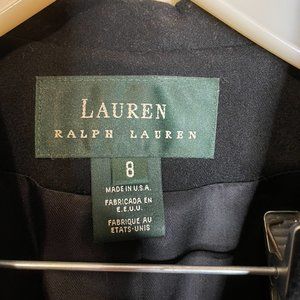 LAUREN
RALPH LAUREN
8
MADE IN U.S.A.
FABRICADA EN
E.E.U.U.
FABRIQUE AU
ETATS-UNIS